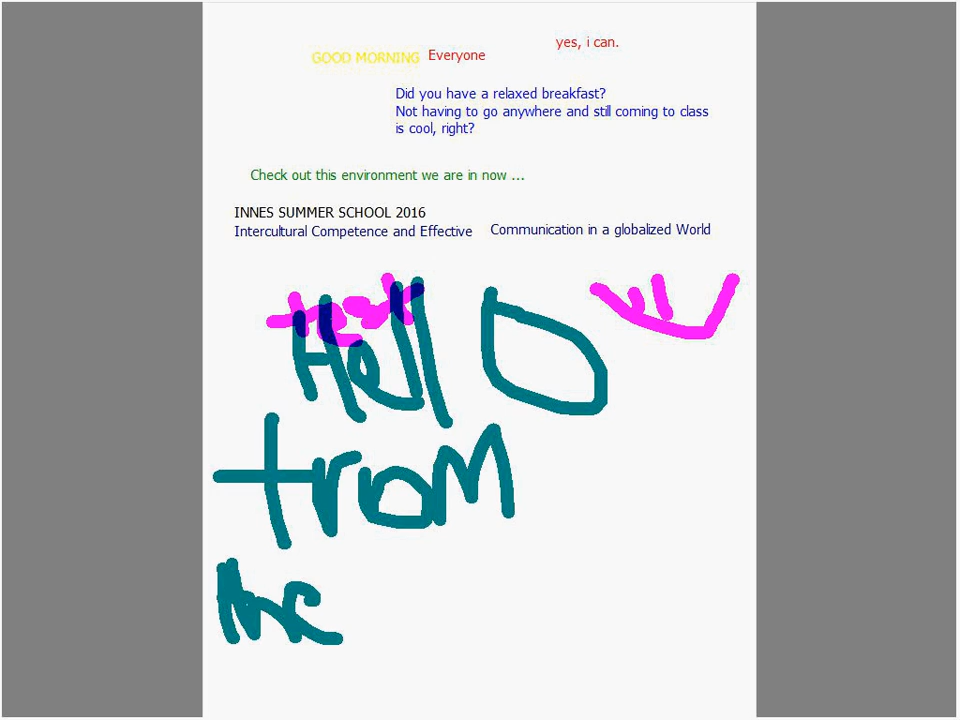 yes, i can.
GOOD MORNING Everyone
Did you have a relaxed breakfast?
Not having to go anywhere and still coming to class
is cool, right?
Check out this environment we are in now ...
INNES SUMMER SCHOOL 2016
Intercultural Competence and Effective Communication in a globalized World
test
Hello
from
me